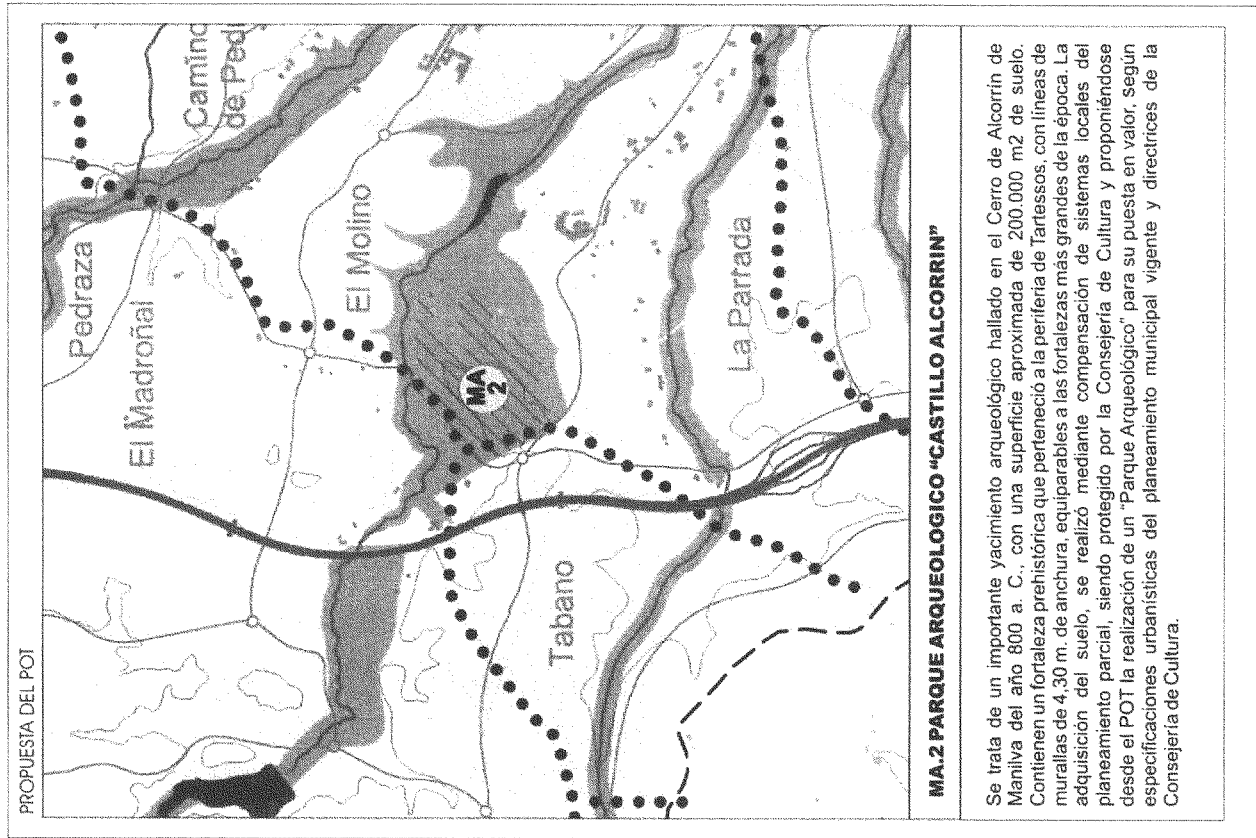 PROPUESTA DEL POT
Pedraza
Camino
de Ped
El Madroñal
El Molino
MA
2
Tabano
La Parrada
MA.2 PARQUE ARQUEOLOGICO “CASTILLO ALCORRIN”
Se trata de un importante yacimiento arqueológico hallado en el Cerro de Alcorrin de
Manilva del año 800 a. C., con una superficie aproximada de 200.000 m2 de suelo.
Contienen un fortaleza prehistórica que perteneció a la periferia de Tartessos, con lineas de
murallas de 4,30 m. de anchura, equiparables a las fortalezas más grandes de la época. La
adquisición del suelo, se realizó mediante compensación de sistemas locales del
planeamiento parcial, siendo protegido por la Consejería de Cultura y proponiéndose
desde el POT la realización de un “Parque Arqueológico” para su puesta en valor, según
especificaciones urbanísticas del planeamiento municipal vigente y directrices de la
Consejería de Cultura.